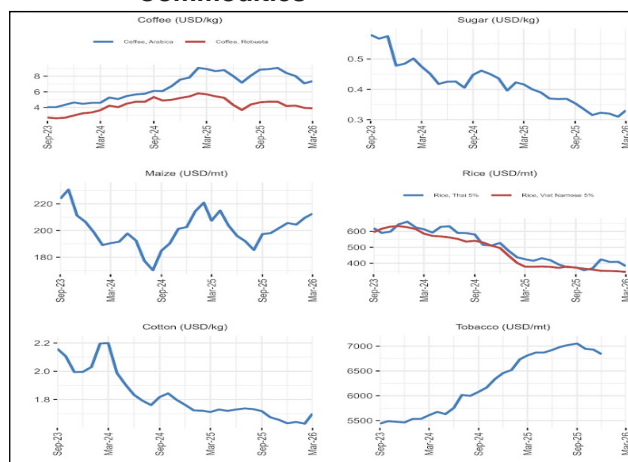 Coffee (USD/kg)
Coffee, Arabica
Coffee, Robusta
8
6
4
Sep-23
Mar-24
Sep-24
Mar-25
Sep-25
Mar-26
Sugar (USD/kg)
0.5
0.4
0.3
Sep-23
Mar-24
Sep-24
Mar-25
Sep-25
Mar-26
Maize (USD/mt)
220
200
180
Sep-23
Mar-24
Sep-24
Mar-25
Sep-25
Mar-26
Rice (USD/mt)
Rice, Thai 5%
Rice, Viet Namese 5%
600
500
400
Sep-23
Mar-24
Sep-24
Mar-25
Sep-25
Mar-26
Cotton (USD/kg)
2.2
2.0
1.8
Sep-23
Mar-24
Sep-24
Mar-25
Sep-25
Mar-26
Tobacco (USD/mt)
7000
6500
6000
5500
Sep-23
Mar-24
Sep-24
Mar-25
Sep-25
Mar-26